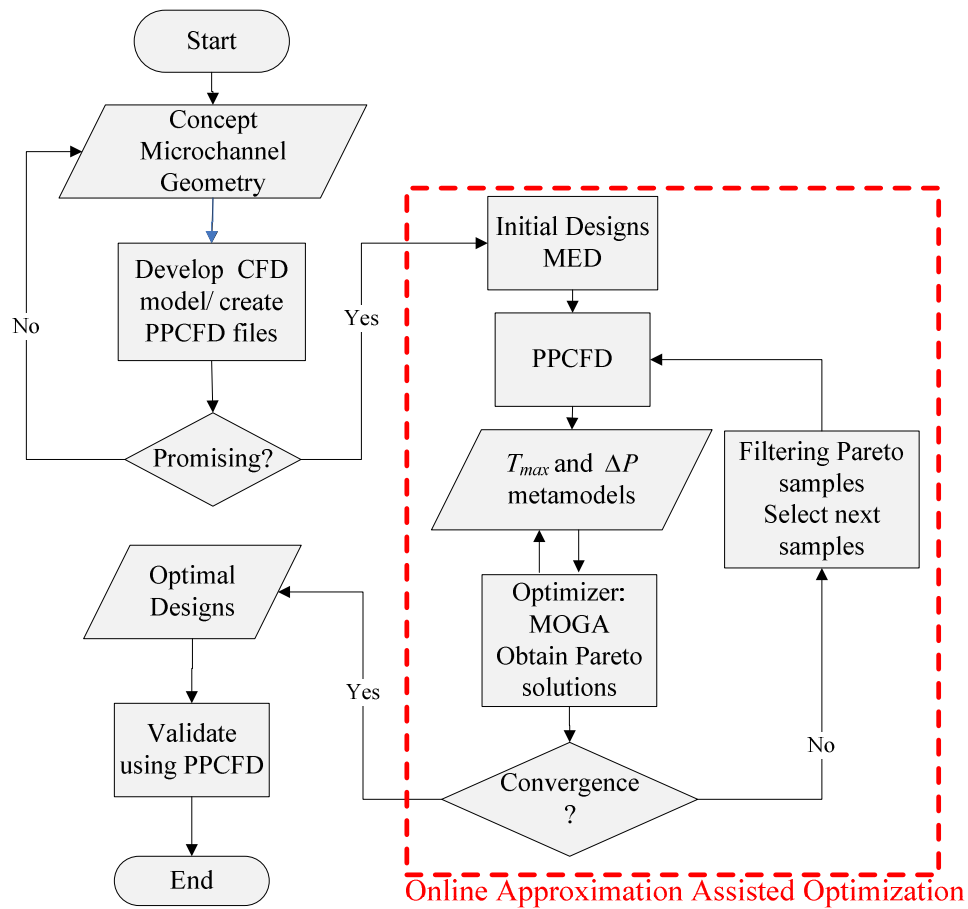 Start
Concept
Microchannel
Geometry
Develop CFD
model/ create
PPCFD files
No
Yes
Promising?
Initial Designs
MED
PPCFD
Tmax and ΔP
metamodels
Filtering Pareto
samples
Select next
samples
Optimizer:
MOGA
Obtain Pareto
solutions
Convergence
?
No
Yes
Optimal
Designs
Validate
using PPCFD
End
Online Approximation Assisted Optimization